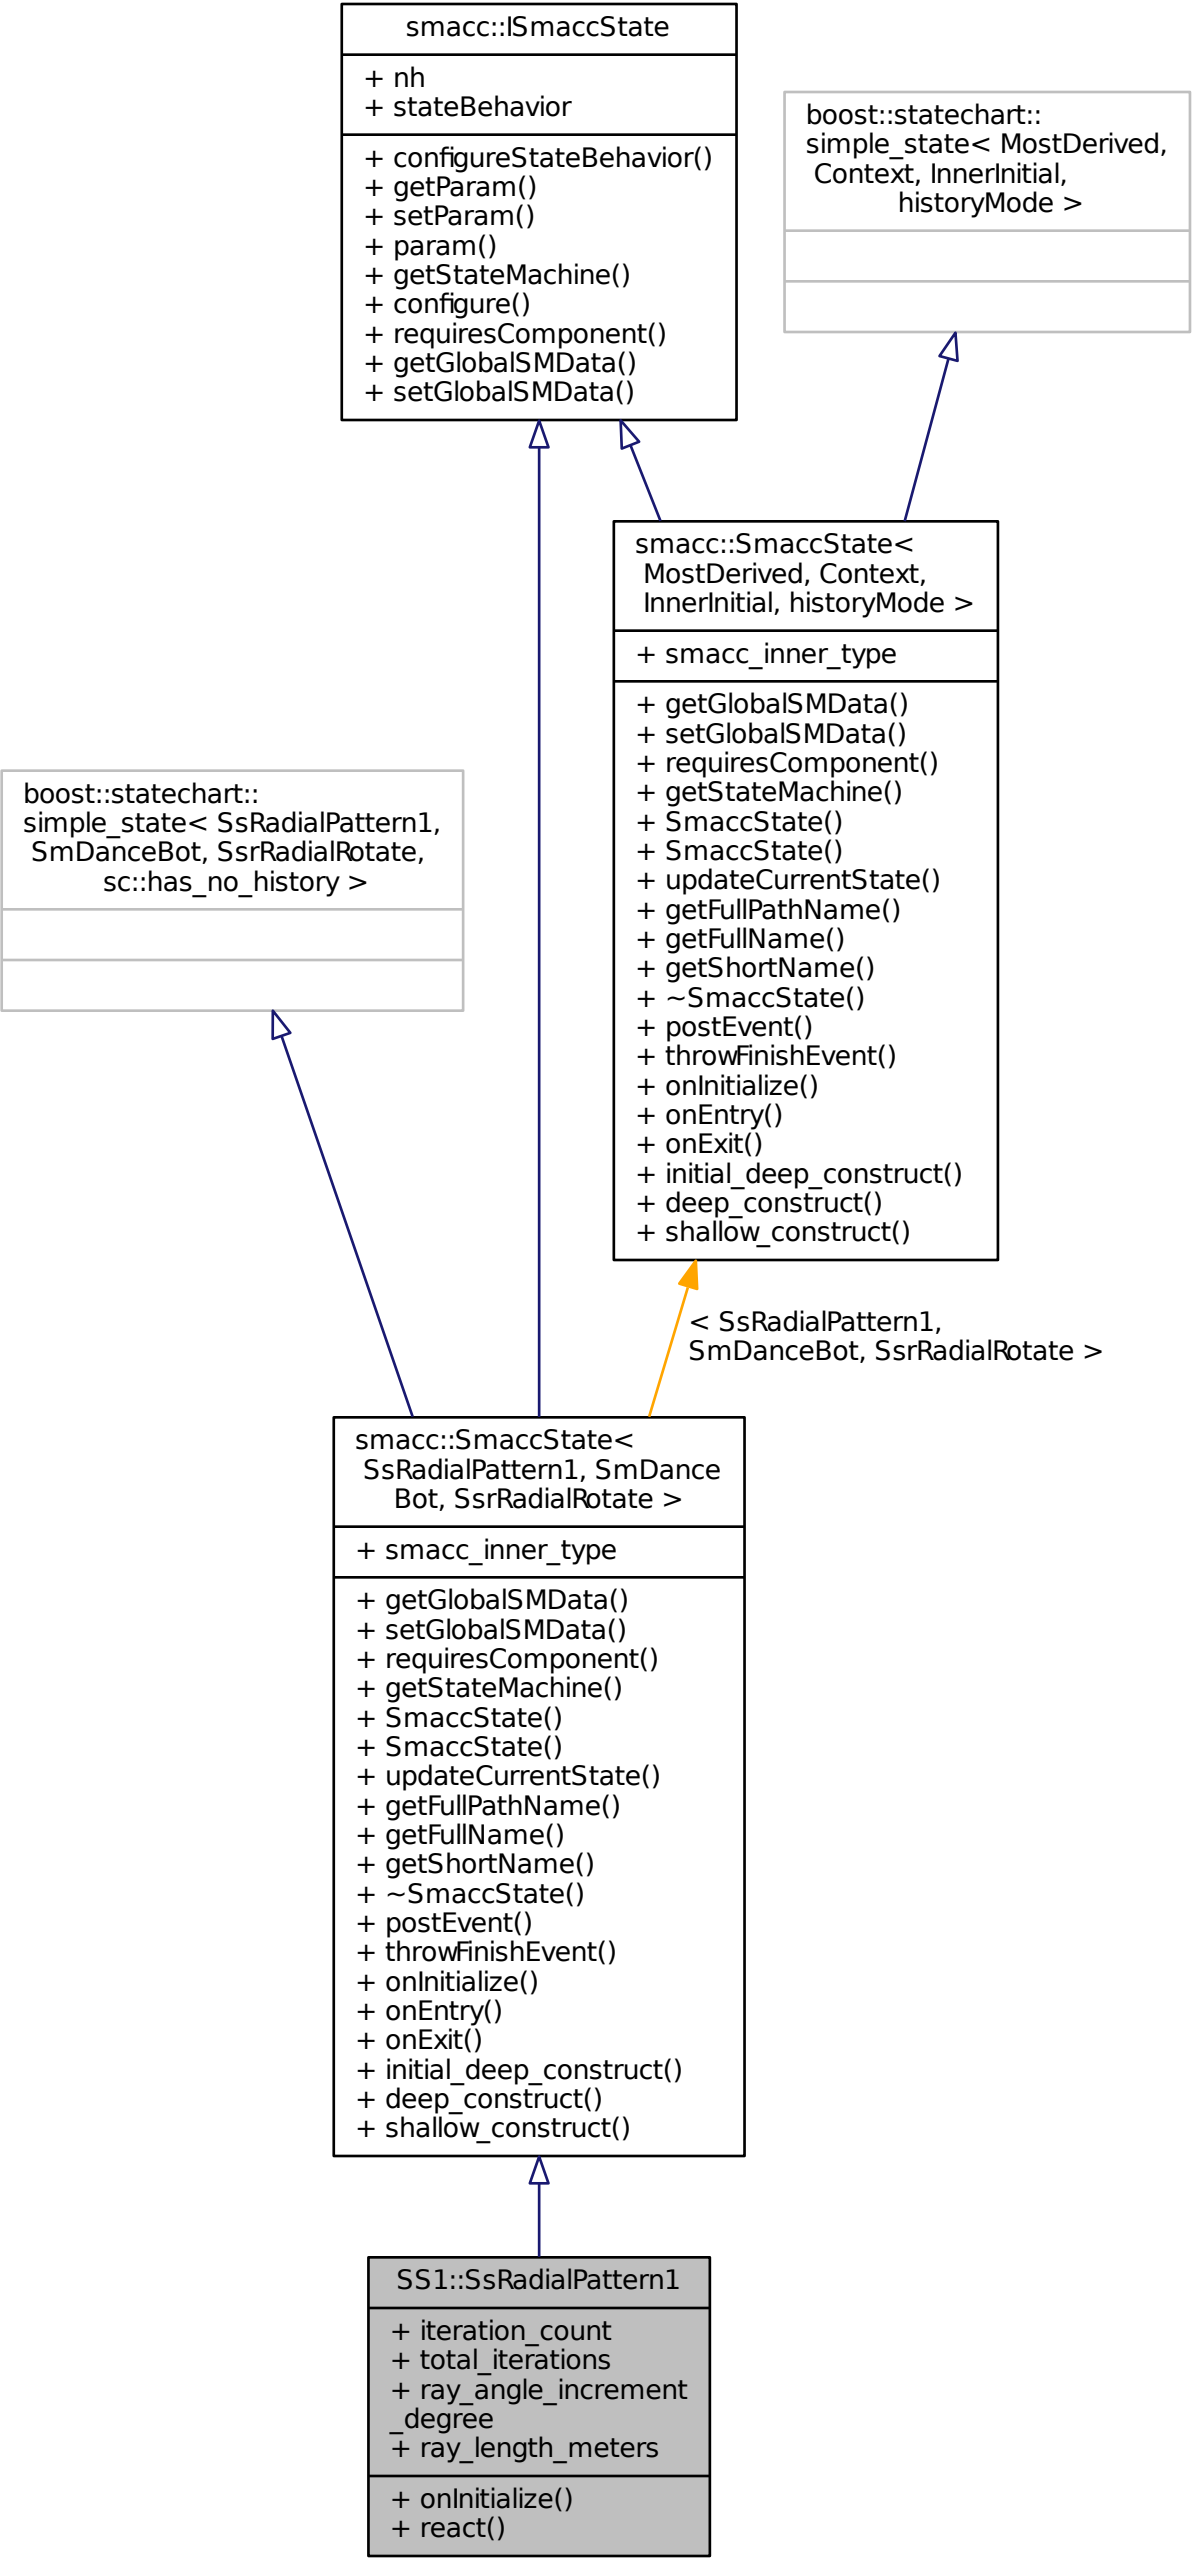 smacc::ISmaccState
+ nh
+ stateBehavior
+ configureStateBehavior()
+ getParam()
+ setParam()
+ param()
+ getStateMachine()
+ configure()
+ requiresComponent()
+ getGlobalSMData()
+ setGlobalSMData()
boost::statechart::
simple_state< MostDerived,
Context, InnerInitial,
historyMode >
smacc::SmaccState<
MostDerived, Context,
InnerInitial, historyMode >
+ smacc_inner_type
+ getGlobalSMData()
+ setGlobalSMData()
+ requiresComponent()
+ getStateMachine()
+ SmaccState()
+ SmaccState()
+ updateCurrentState()
+ getFullPathName()
+ getFullName()
+ getShortName()
+ ~SmaccState()
+ postEvent()
+ throwFinishEvent()
+ onInitialize()
+ onEntry()
+ onExit()
+ initial_deep_construct()
+ deep_construct()
+ shallow_construct()
boost::statechart::
simple_state< SsRadialPattern1,
SmDanceBot, SsrRadialRotate,
sc::has_no_history >
< SsRadialPattern1,
SmDanceBot, SsrRadialRotate >
smacc::SmaccState<
SsRadialPattern1, SmDance
Bot, SsrRadialRotate >
+ smacc_inner_type
+ getGlobalSMData()
+ setGlobalSMData()
+ requiresComponent()
+ getStateMachine()
+ SmaccState()
+ SmaccState()
+ updateCurrentState()
+ getFullPathName()
+ getFullName()
+ getShortName()
+ ~SmaccState()
+ postEvent()
+ throwFinishEvent()
+ onInitialize()
+ onEntry()
+ onExit()
+ initial_deep_construct()
+ deep_construct()
+ shallow_construct()
SS1::SsRadialPattern1
+ iteration_count
+ total_iterations
+ ray_angle_increment
_degree
+ ray_length_meters
+ onInitialize()
+ react()